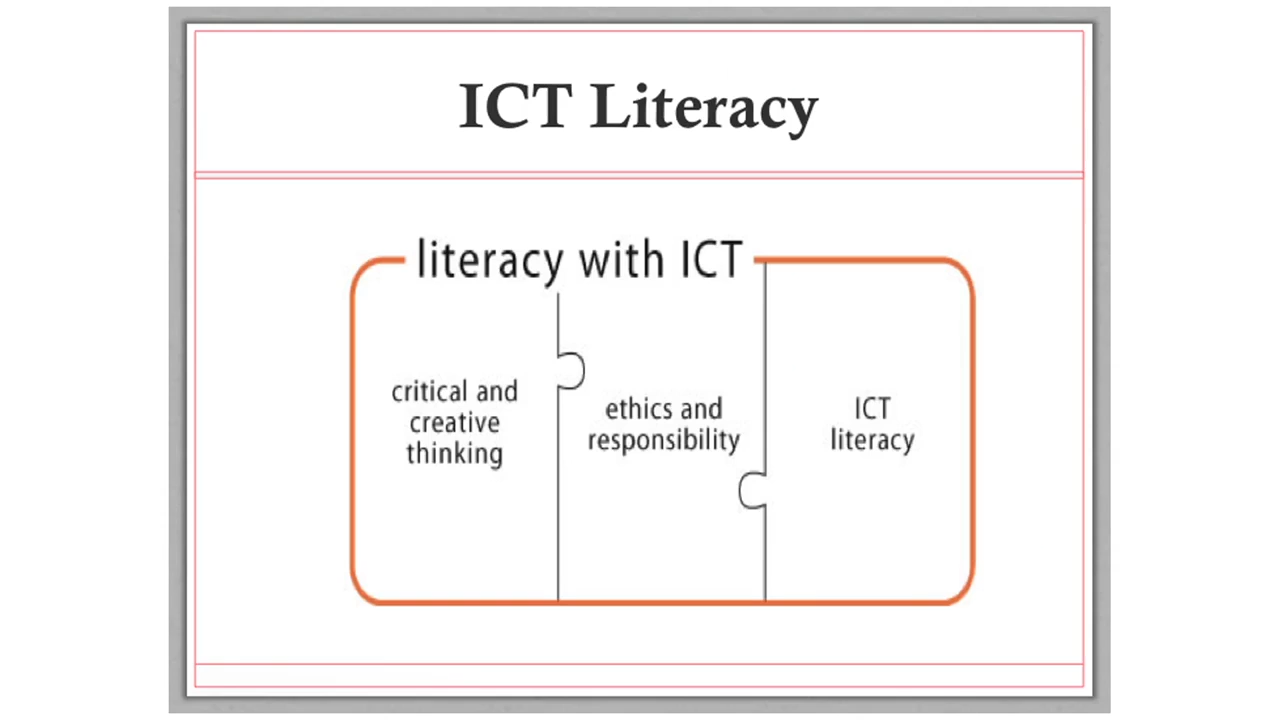 ICT Literacy
literacy with ICT
critical and
creative
thinking
ethics and
responsibility
ICT
literacy